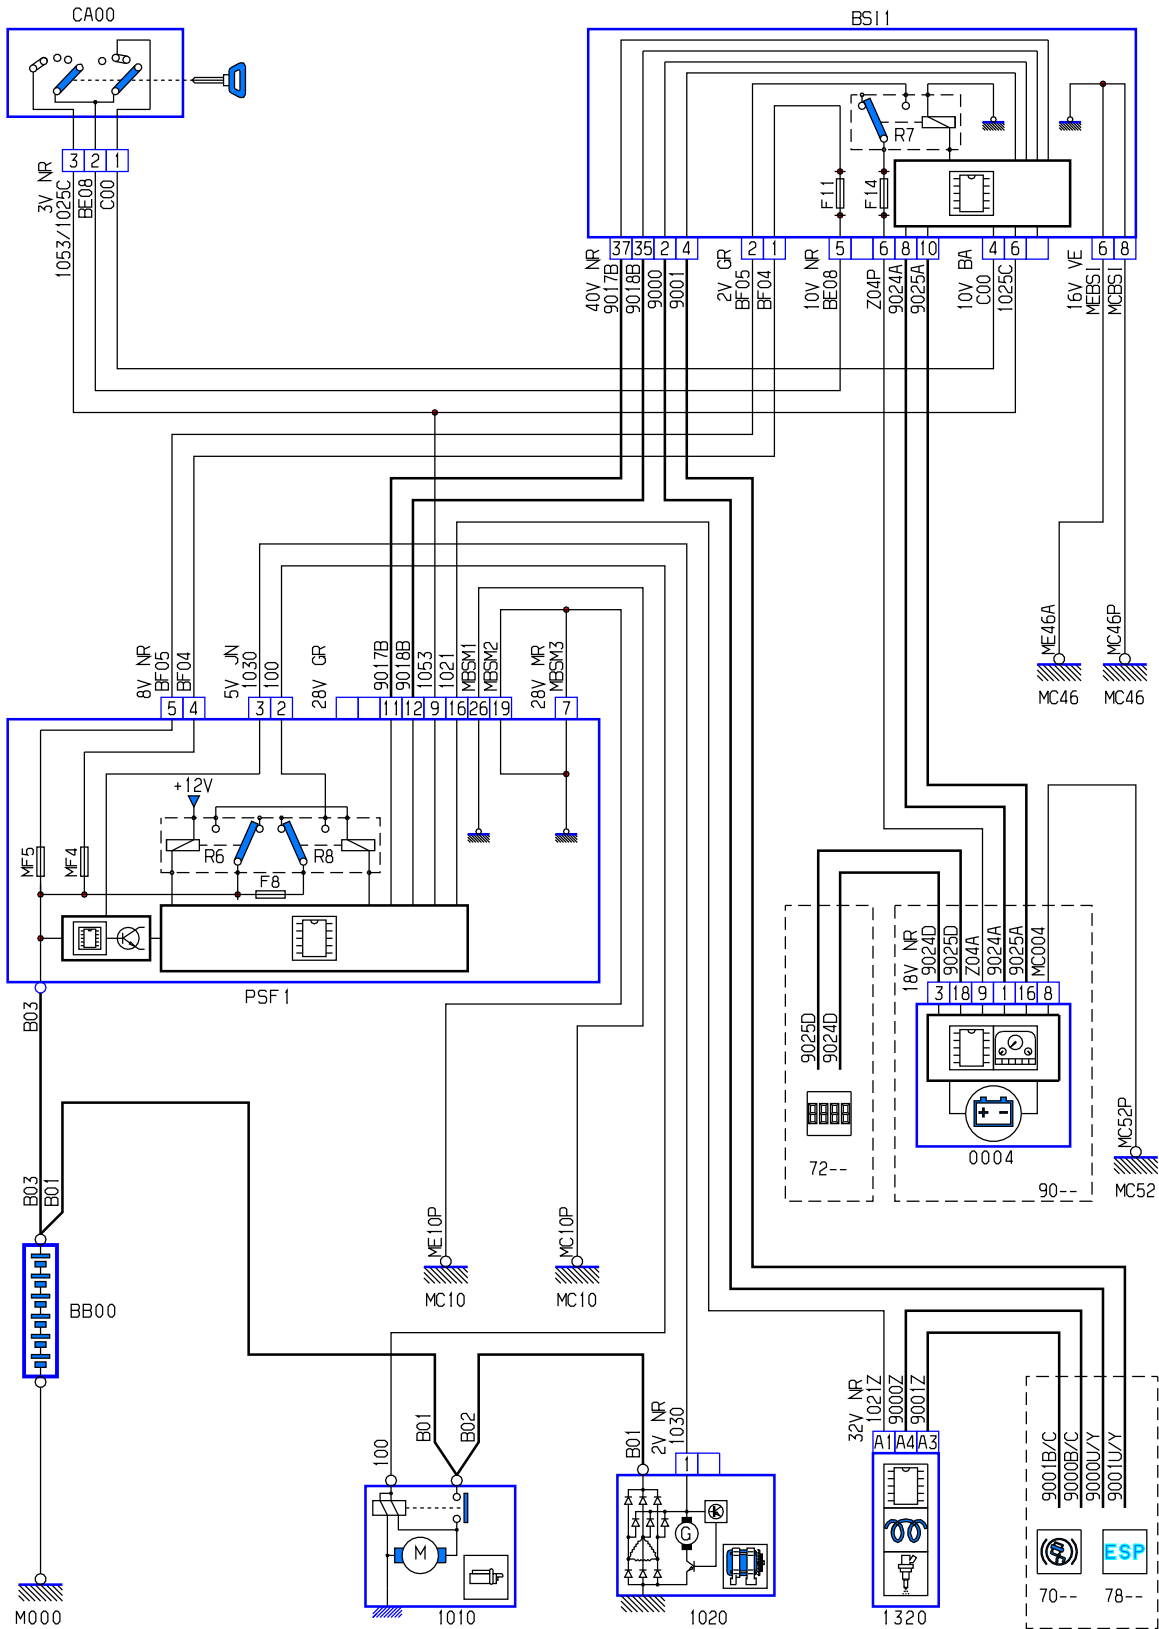 CA00
BSI1
R7
F11
F14
3 2 1
3V NR
1053/1025C
BE08
C00
37 35 2 4
2 1
5 6 8 10
4 6
6 8
40V NR
9017B
9018B
9000
9001
2V GR
BF05
BF04
10V NR
BE08
Z04P
9024A
9025A
10V BA
C00
1025C
16V VE
MEBSI
MCBSI
ME46A
MC46P
MC46
MC46
8V NR
BF05
BF04
5V JN
1030
100
28V GR
9017B
9018B
1053
1021
MBSM1
MBSM2
28V MR
MBSM3
5 4
3 2
11 12 9 16 26 19
7
+12V
MF5
MF4
R6
R8
F8
PSF1
B03
18V NR
9024D
9025D
Z04A
9024A
9025A
MC004
3 18 9 1 16 8
9025D
9024D
+ -
0004
72--
90--
MC52P
MC52
B03
B01
BB00
ME10P
MC10P
MC10
MC10
100
B01
B02
B01
2V NR
1030
1
32V NR
1021Z
9000Z
9001Z
A1 A4 A3
9001B/C
9000B/C
9000U/Y
9001U/Y
M
G
ESP
70--
78--
M000
1010
1020
1320